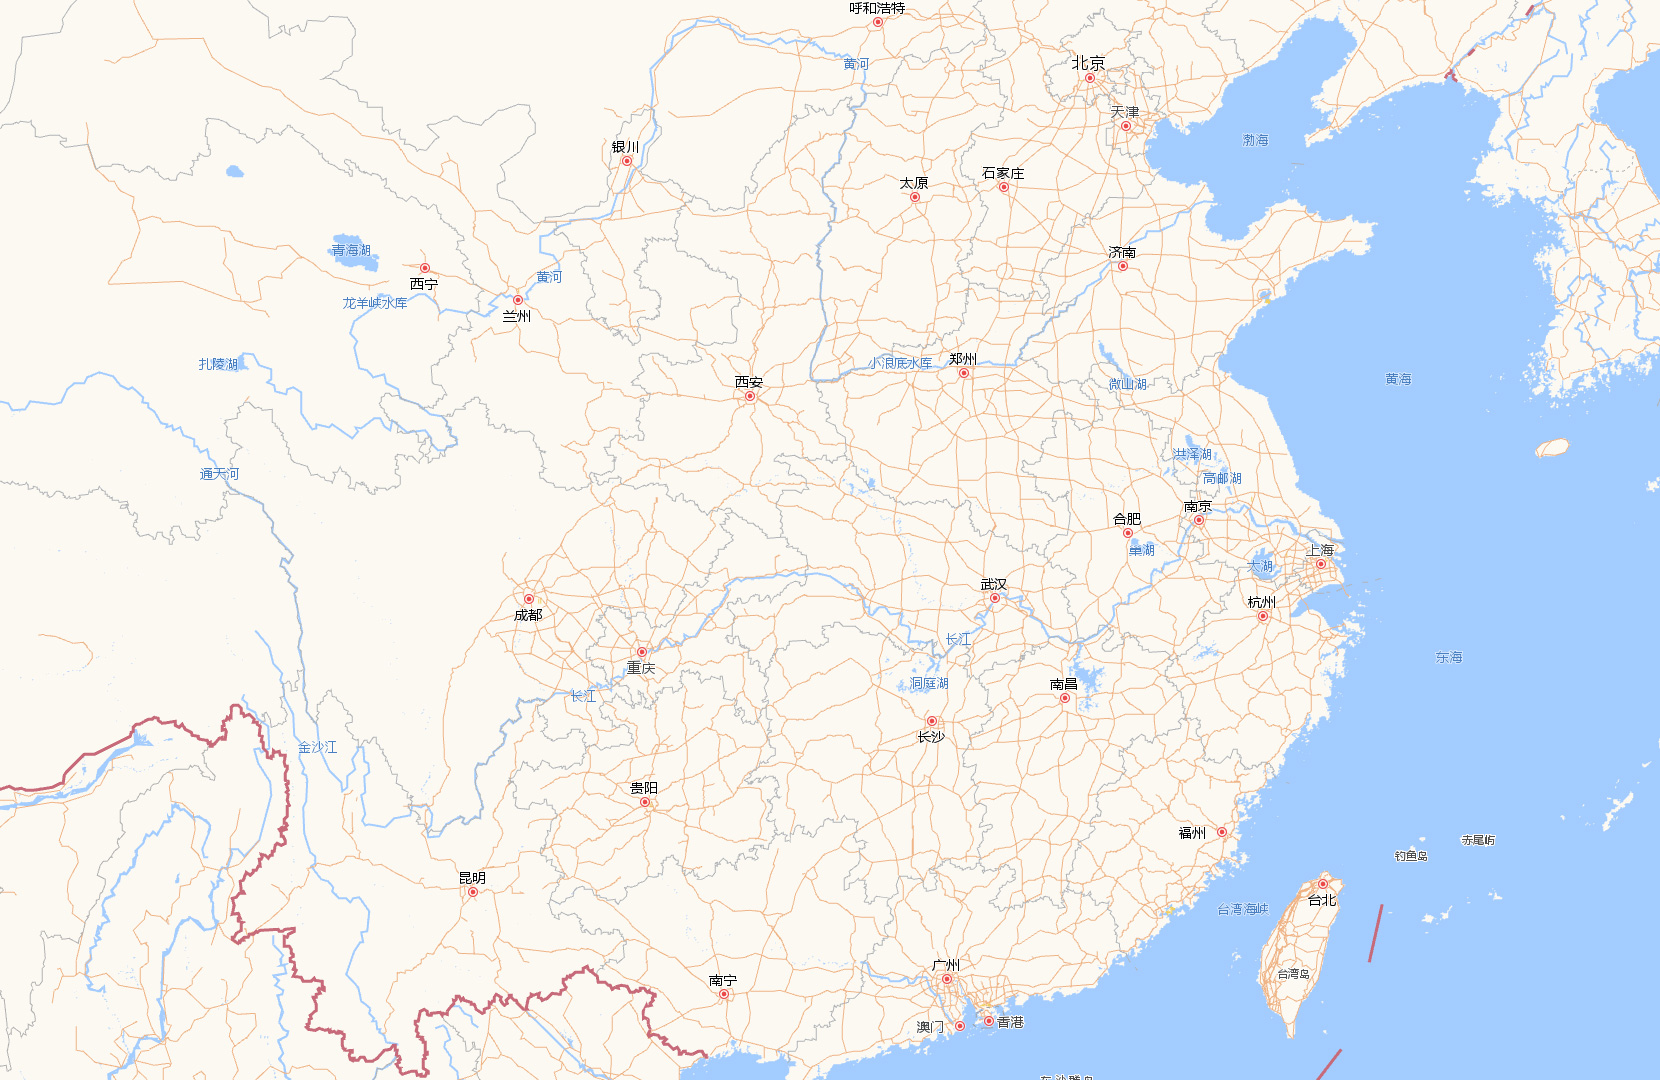 呼和浩特
黄河
北京
天津
渤海
银川
石家庄
太原
青海湖
西宁
济南
黄河
龙羊峡水库
兰州
扎陵湖
小浪底水库
郑州
西安
微山湖
黄海
洪泽湖
通天河
高邮湖
南京
合肥
巢湖
上海
太湖
武汉
杭州
成都
长江
东海
重庆
洞庭湖
南昌
长江
长沙
金沙江
贵阳
福州
赤尾屿
钓鱼岛
昆明
台北
台湾海峡
广州
台湾岛
南宁
香港
澳门